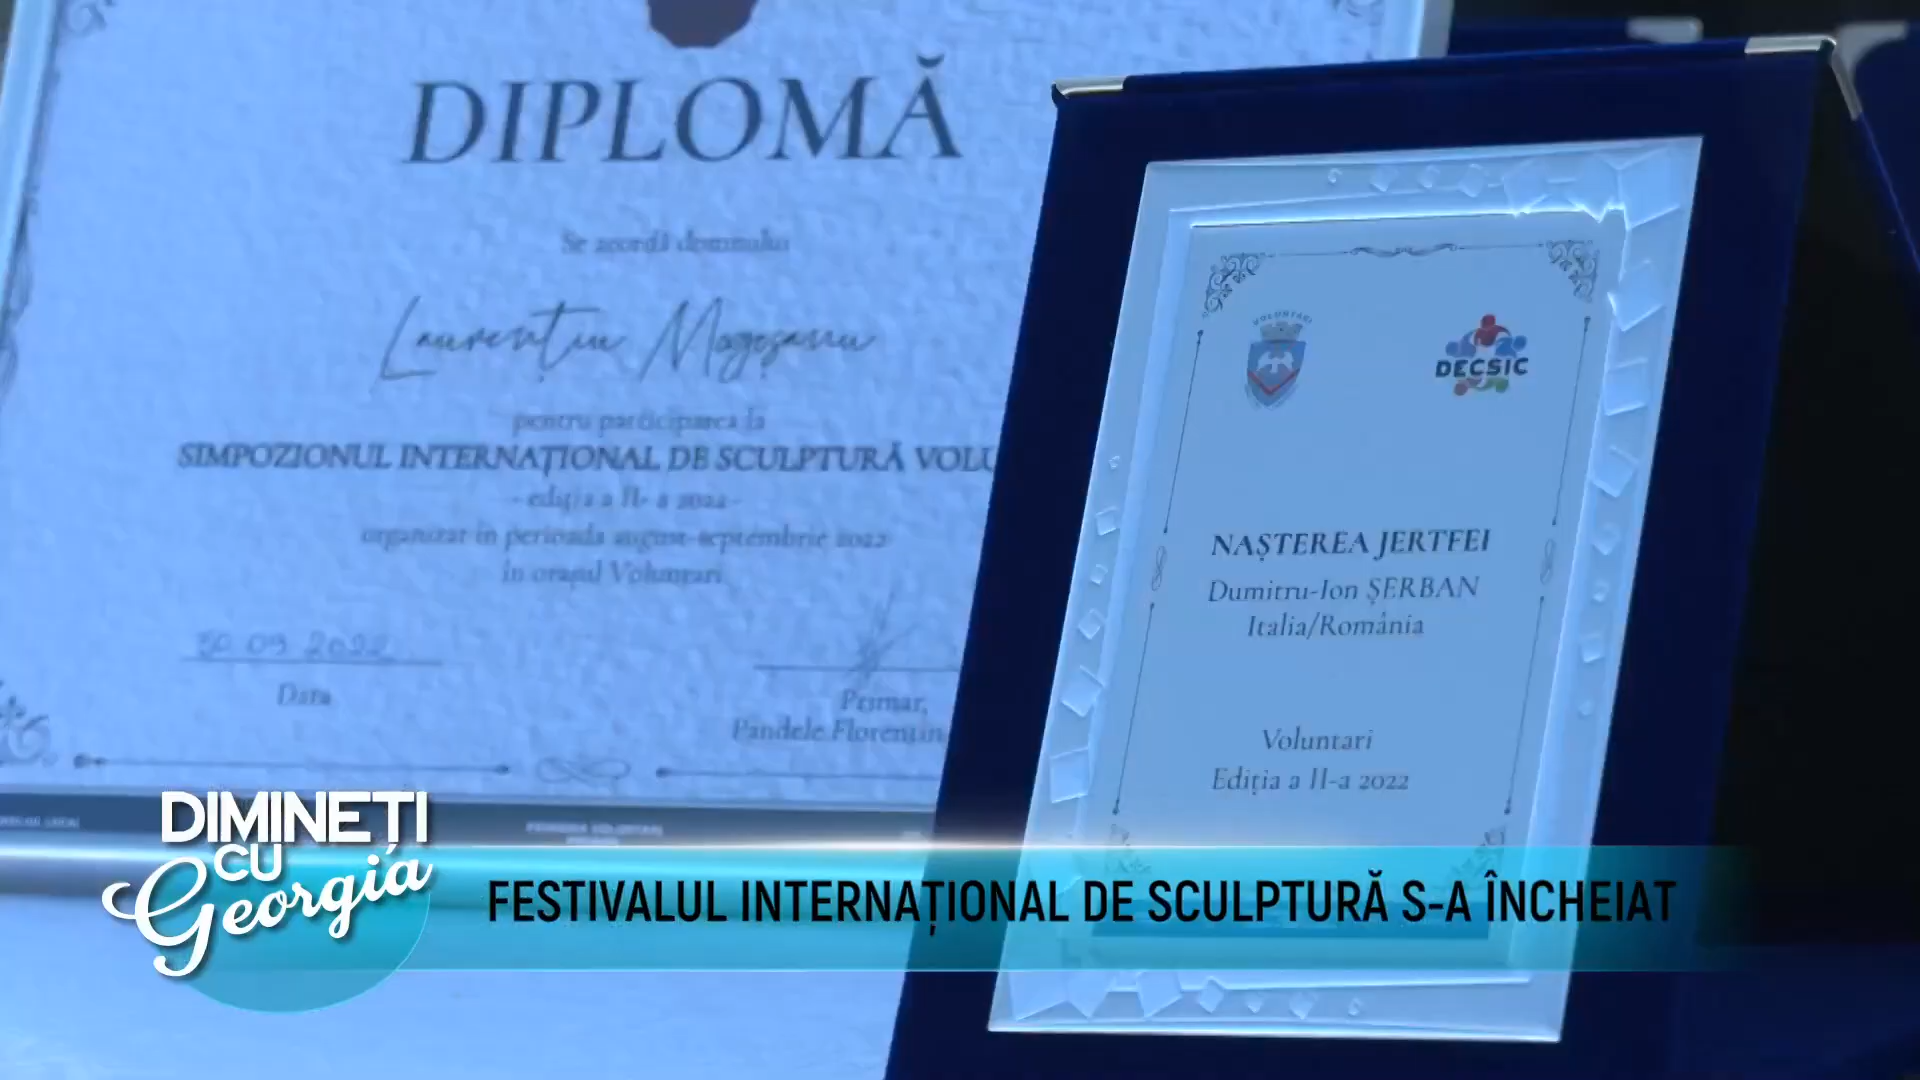 DIPLOMĂ
Se acordă domnului
Laurențiu Mogoșanu
pentru participarea la
SIMPOZIONUL INTERNAȚIONAL DE SCULPTURĂ VOLU
- ediția a II-a 2022 -
organizat în perioada august-septembrie 2022
în orașul Voluntari
30 09 2022
Data
Primar,
Pandele Florentin
VOLUNTARI
DECSIC
NAȘTEREA JERTFEI
Dumitru-Ion ȘERBAN
Italia/România
Voluntari
Ediția a II-a 2022
DIMINEȚI
CU
Georgia
FESTIVALUL INTERNAȚIONAL DE SCULPTURĂ S-A ÎNCHEIAT